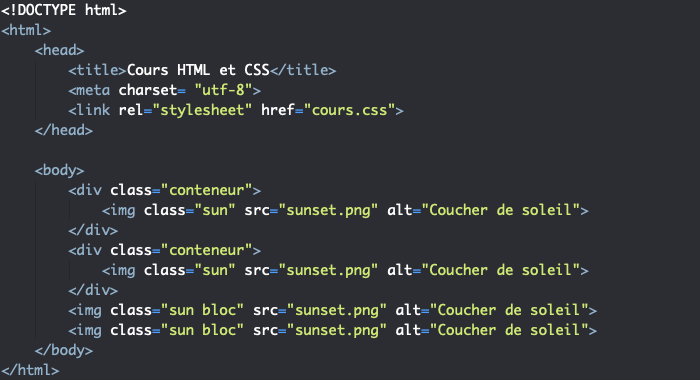 <!DOCTYPE html>
<html>
    <head>
        <title>Cours HTML et CSS</title>
        <meta charset= "utf-8">
        <link rel="stylesheet" href="cours.css">
    </head>

    <body>
        <div class="conteneur">
            <img class="sun" src="sunset.png" alt="Coucher de soleil">
        </div>
        <div class="conteneur">
            <img class="sun" src="sunset.png" alt="Coucher de soleil">
        </div>
        <img class="sun bloc" src="sunset.png" alt="Coucher de soleil">
        <img class="sun bloc" src="sunset.png" alt="Coucher de soleil">
    </body>
</html>